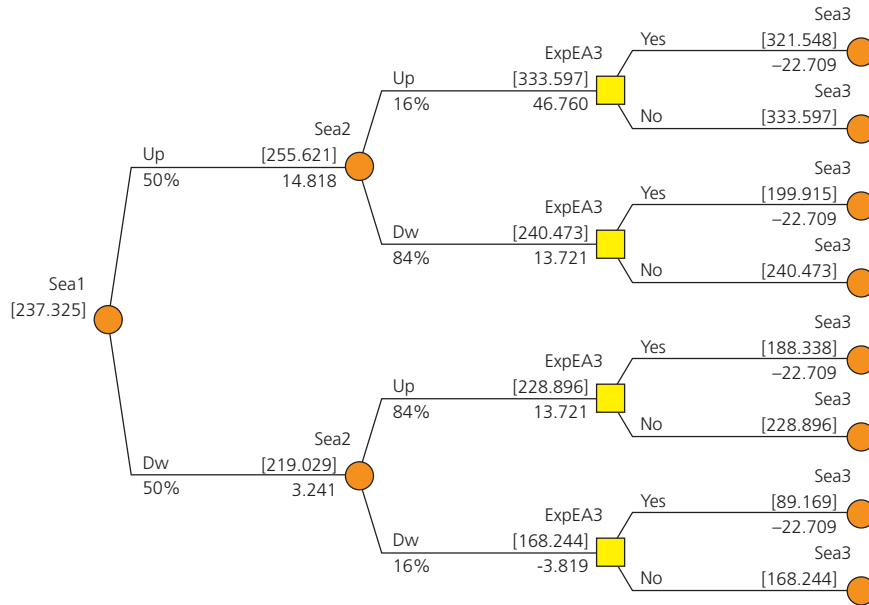 Sea3
Yes
[321.548]
–22.709
ExpEA3
[333.597]
46.760
Sea3
No
[333.597]
Up
16%
Sea2
[255.621]
14.818
Up
50%
Sea3
Yes
[199.915]
–22.709
ExpEA3
[240.473]
13.721
Sea3
No
[240.473]
Dw
84%
Sea1
[237.325]
Sea3
Yes
[188.338]
–22.709
ExpEA3
[228.896]
13.721
Sea3
No
[228.896]
Up
84%
Sea2
[219.029]
3.241
Dw
50%
Sea3
Yes
[89.169]
–22.709
ExpEA3
[168.244]
-3.819
Sea3
No
[168.244]
Dw
16%